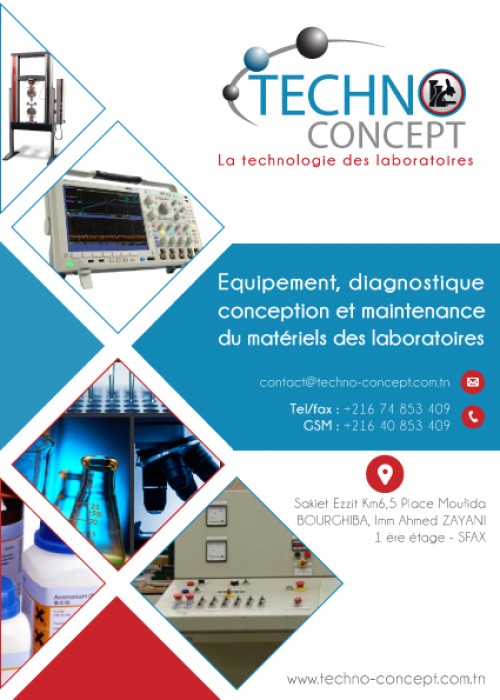 TECHNO
CONCEPT
La technologie des laboratoires
Equipement, diagnostique
conception et maintenance
du matériels des laboratoires
contact@techno-concept.com.tn
Tel/fax : +216 74 853 409
GSM : +216 40 853 409
Sakiet Ezzit Km6,5 Place Moufida
BOURGHIBA, Imm Ahmed ZAYANI
1 ère étage - SFAX
Ammonium
www.techno-concept.com.tn